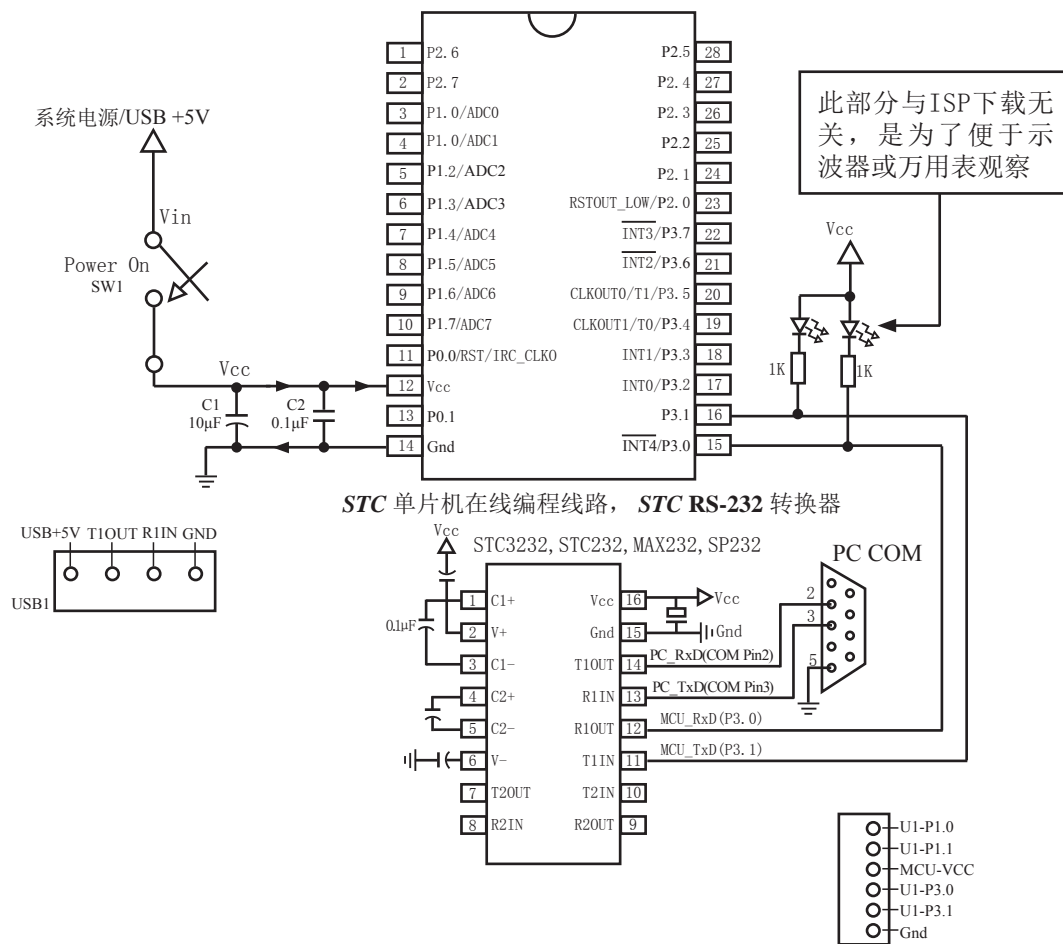 系统电源/USB +5V
Vin
Power On
SW1
Vcc
C1
10μF
C2
0.1μF
1 P2.6
2 P2.7
3 P1.0/ADC0
4 P1.0/ADC1
5 P1.2/ADC2
6 P1.3/ADC3
7 P1.4/ADC4
8 P1.5/ADC5
9 P1.6/ADC6
10 P1.7/ADC7
11 P0.0/RST/IRC_CLKO
12 Vcc
13 P0.1
14 Gnd
P2.5 28
P2.4 27
P2.3 26
P2.2 25
P2.1 24
RSTOUT_LOW/P2.0 23
INT3/P3.7 22
INT2/P3.6 21
CLKOUT0/T1/P3.5 20
CLKOUT1/T0/P3.4 19
INT1/P3.3 18
INT0/P3.2 17
P3.1 16
INT4/P3.0 15
此部分与ISP下载无
关，是为了便于示
波器或万用表观察
Vcc
1K
1K
STC 单片机在线编程线路， STC RS-232 转换器
USB+5V T1OUT R1IN GND
USB1
Vcc
STC3232,STC232,MAX232,SP232
0.1μF
1 C1+
2 V+
3 C1-
4 C2+
5 C2-
6 V-
7 T2OUT
8 R2IN
Vcc 16
Gnd 15
T1OUT 14
R1IN 13
R1OUT 12
T1IN 11
T2IN 10
R2OUT 9
Vcc
Gnd
PC_RxD(COM Pin2)
PC_TxD(COM Pin3)
MCU_RxD(P3.0)
MCU_TxD(P3.1)
PC COM
2
3
5
U1-P1.0
U1-P1.1
MCU-VCC
U1-P3.0
U1-P3.1
Gnd